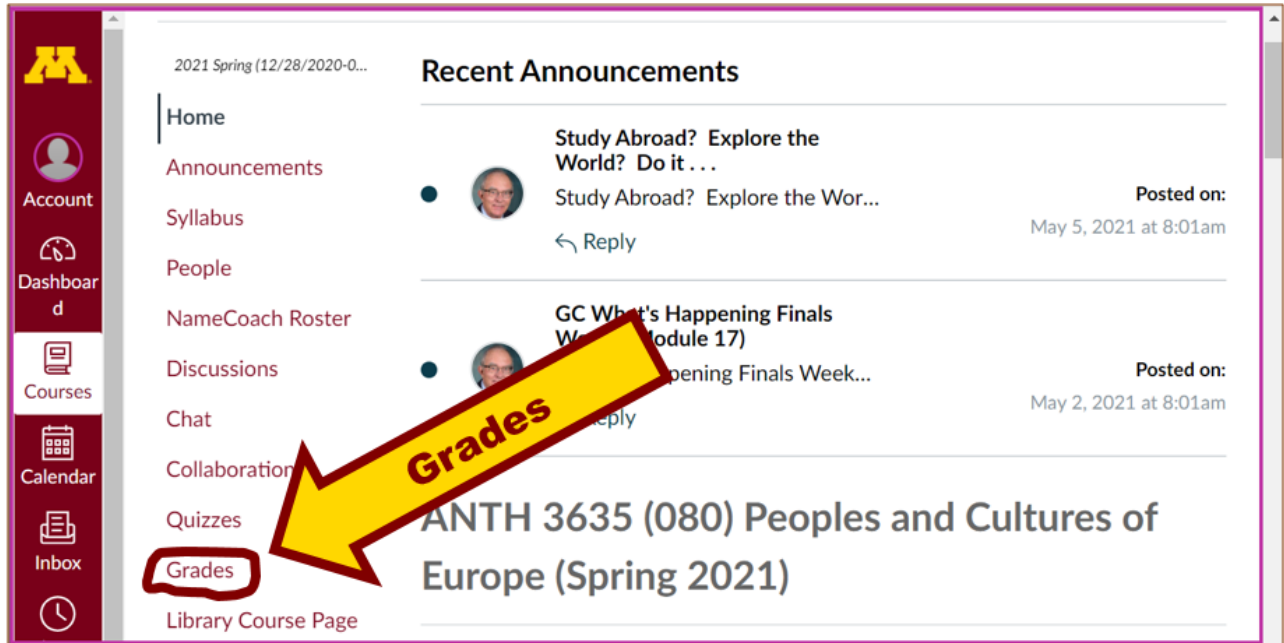 M
Account
Dashboar
d
Courses
Calendar
Inbox
2021 Spring (12/28/2020-0...
Home
Announcements
Syllabus
People
NameCoach Roster
Discussions
Chat
Collaboration
Quizzes
Grades
Library Course Page
Grades
Recent Announcements
Study Abroad? Explore the
World? Do it . . .
Study Abroad? Explore the Wor...
Reply
Posted on:
May 5, 2021 at 8:01am
GC What's Happening Finals
Module 17)
Finals Week...
Reply
Posted on:
May 2, 2021 at 8:01am
ANTH 3635 (080) Peoples and Cultures of
Europe (Spring 2021)